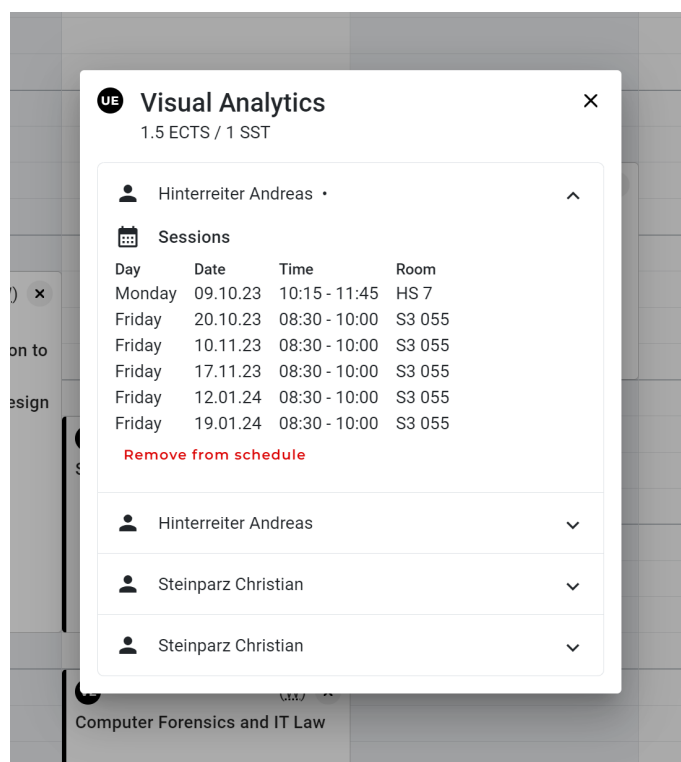 UE Visual Analytics
1.5 ECTS / 1 SST
Hinterreiter Andreas •
Sessions
Day Date Time Room
Monday 09.10.23 10:15 - 11:45 HS 7
Friday 20.10.23 08:30 - 10:00 S3 055
Friday 10.11.23 08:30 - 10:00 S3 055
Friday 17.11.23 08:30 - 10:00 S3 055
Friday 12.01.24 08:30 - 10:00 S3 055
Friday 19.01.24 08:30 - 10:00 S3 055
Remove from schedule
Hinterreiter Andreas
Steinparz Christian
Steinparz Christian
on to
esign
Computer Forensics and IT Law